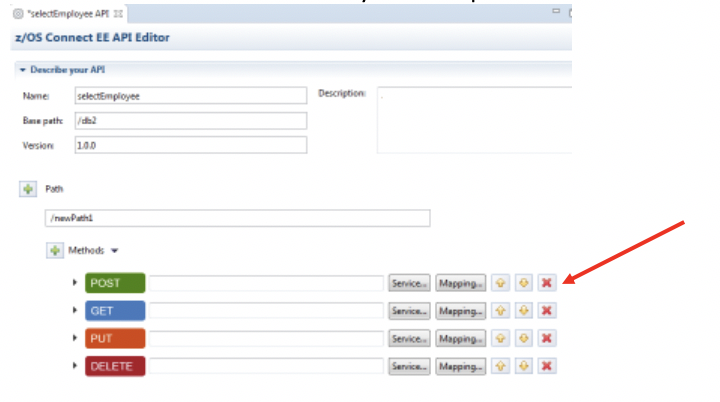 *selectEmployee API
z/OS Connect EE API Editor
Describe your API
Name: selectEmployee Description: .
Base path: /db2
Version: 1.0.0
Path
/newPath1
Methods
POST Service... Mapping...
GET Service... Mapping...
PUT Service... Mapping...
DELETE Service... Mapping...